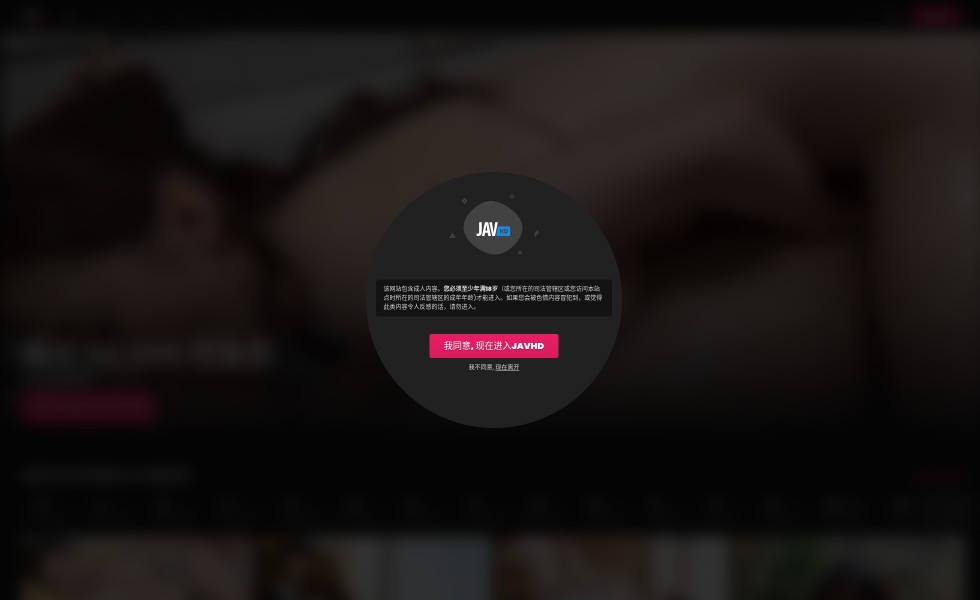 JAV HD
该网站包含成人内容。您必须至少年满18岁（或您所在的司法管辖区或您访问本站
点时所在的司法管辖区的成年年龄)才能进入。如果您会被色情内容冒犯到，或觉得
此类内容令人反感的话，请勿进入。
我同意, 现在进入JAVHD
我不同意, 现在离开